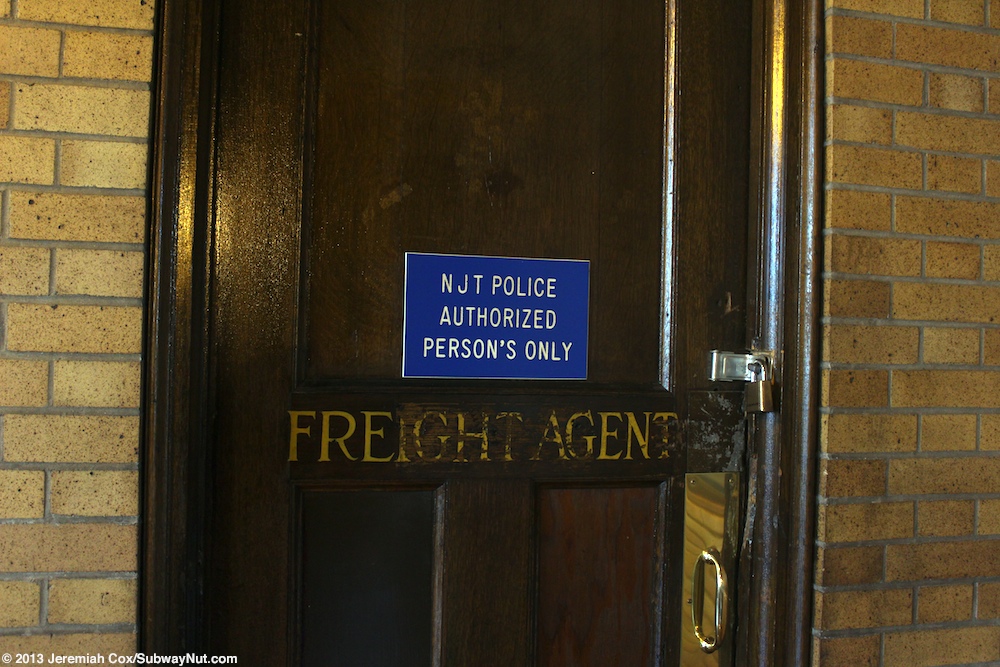 NJT POLICE
AUTHORIZED
PERSON'S ONLY
FREIGHT AGENT
© 2013 Jeremiah Cox/SubwayNut.com